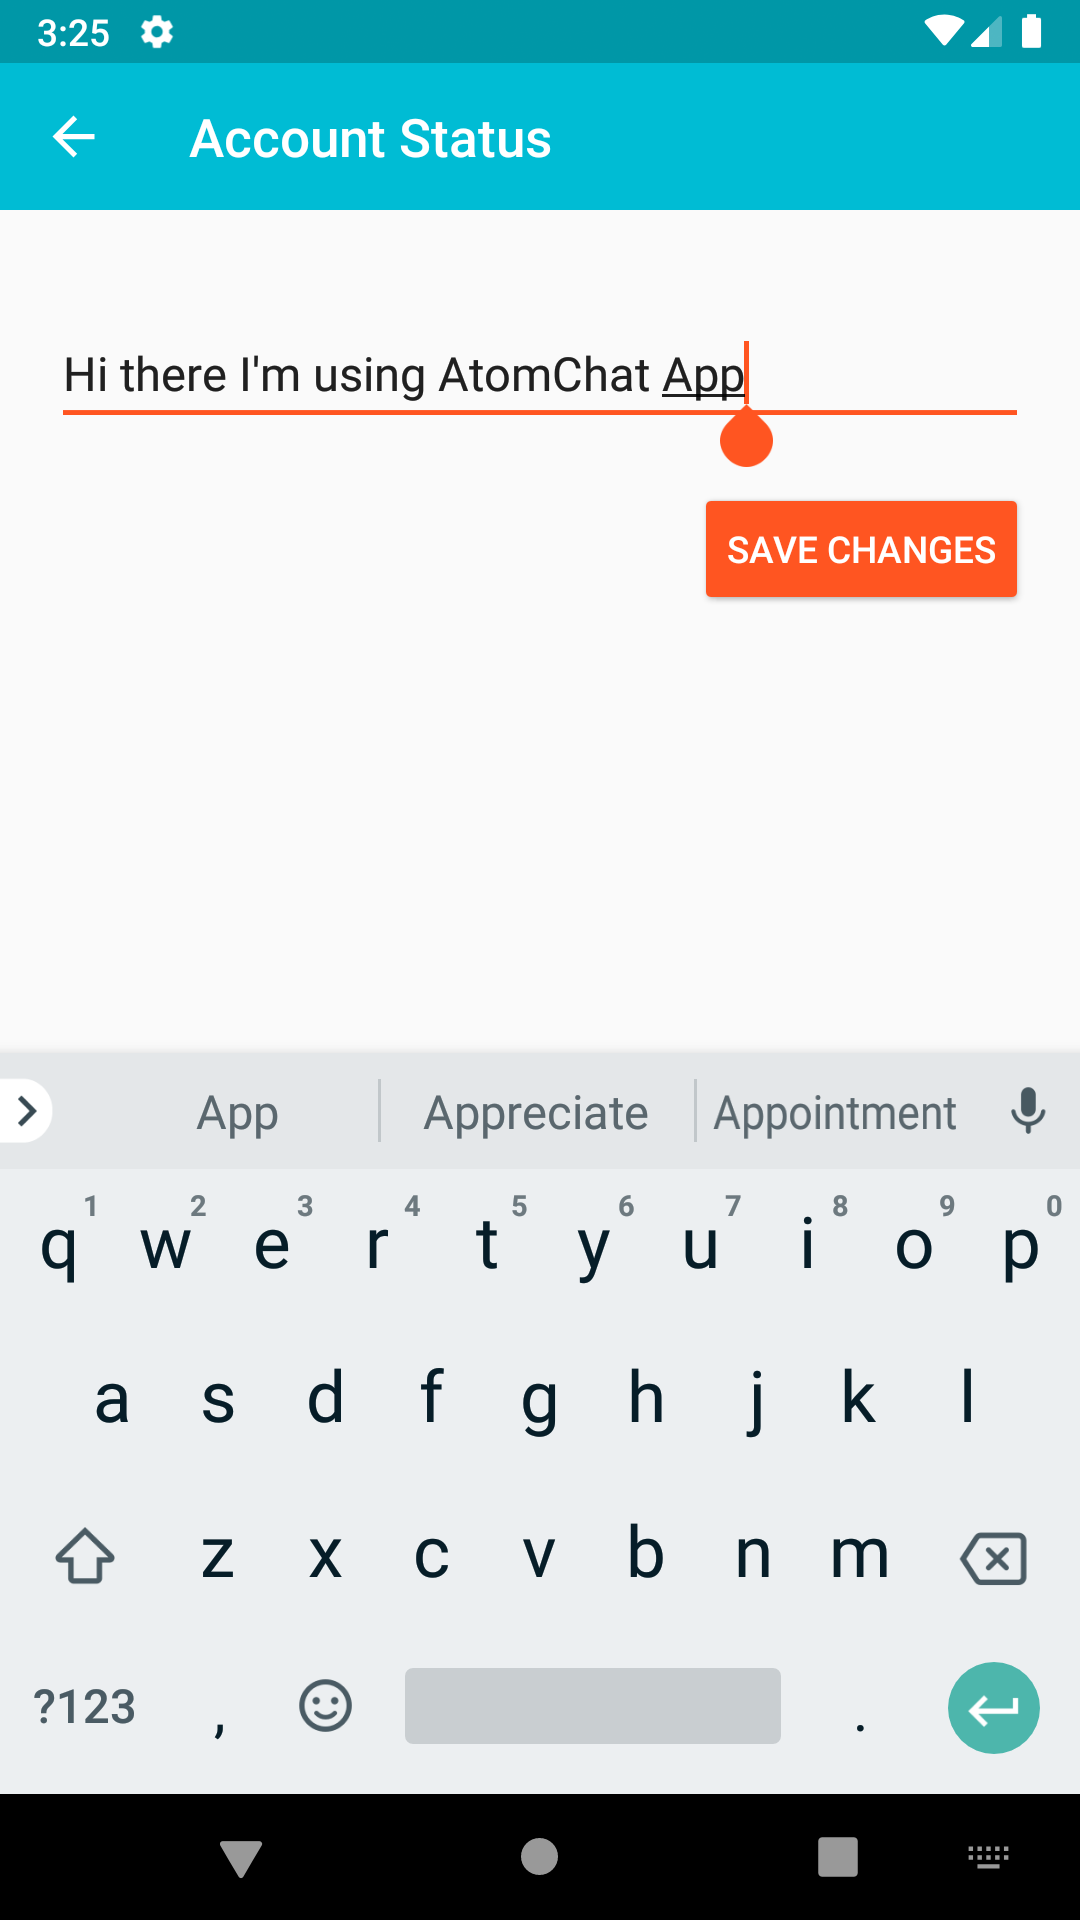 3:25
Account Status
Hi there I'm using AtomChat App
SAVE CHANGES
App Appreciate Appointment
1 2 3 4 5 6 7 8 9 0
q w e r t y u i o p
a s d f g h j k l
z x c v b n m
?123 , .